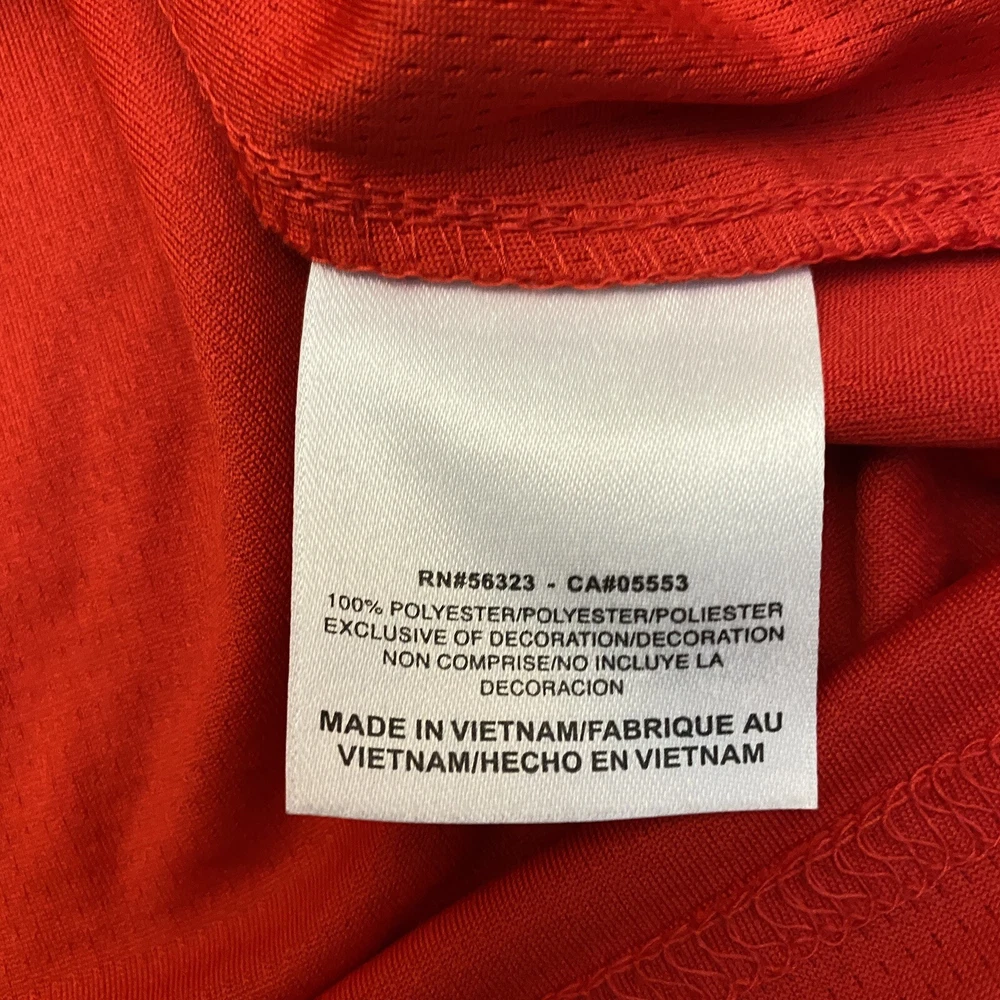 RN#56323 - CA#05553
100% POLYESTER/POLYESTER/POLIESTER
EXCLUSIVE OF DECORATION/DECORATION
NON COMPRISE/NO INCLUYE LA
DECORACION
MADE IN VIETNAM/FABRIQUE AU
VIETNAM/HECHO EN VIETNAM